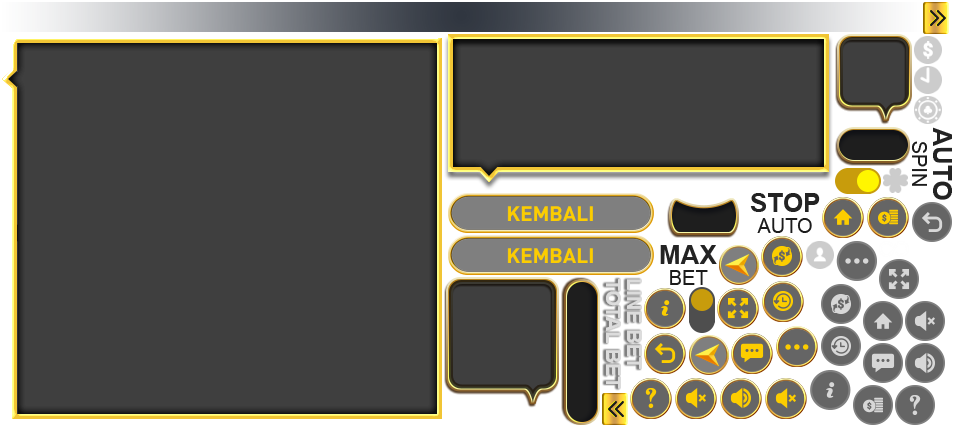 AUTO
SPIN
KEMBALI
STOP
AUTO
KEMBALI
MAX
BET
LINE BET
TOTAL BET